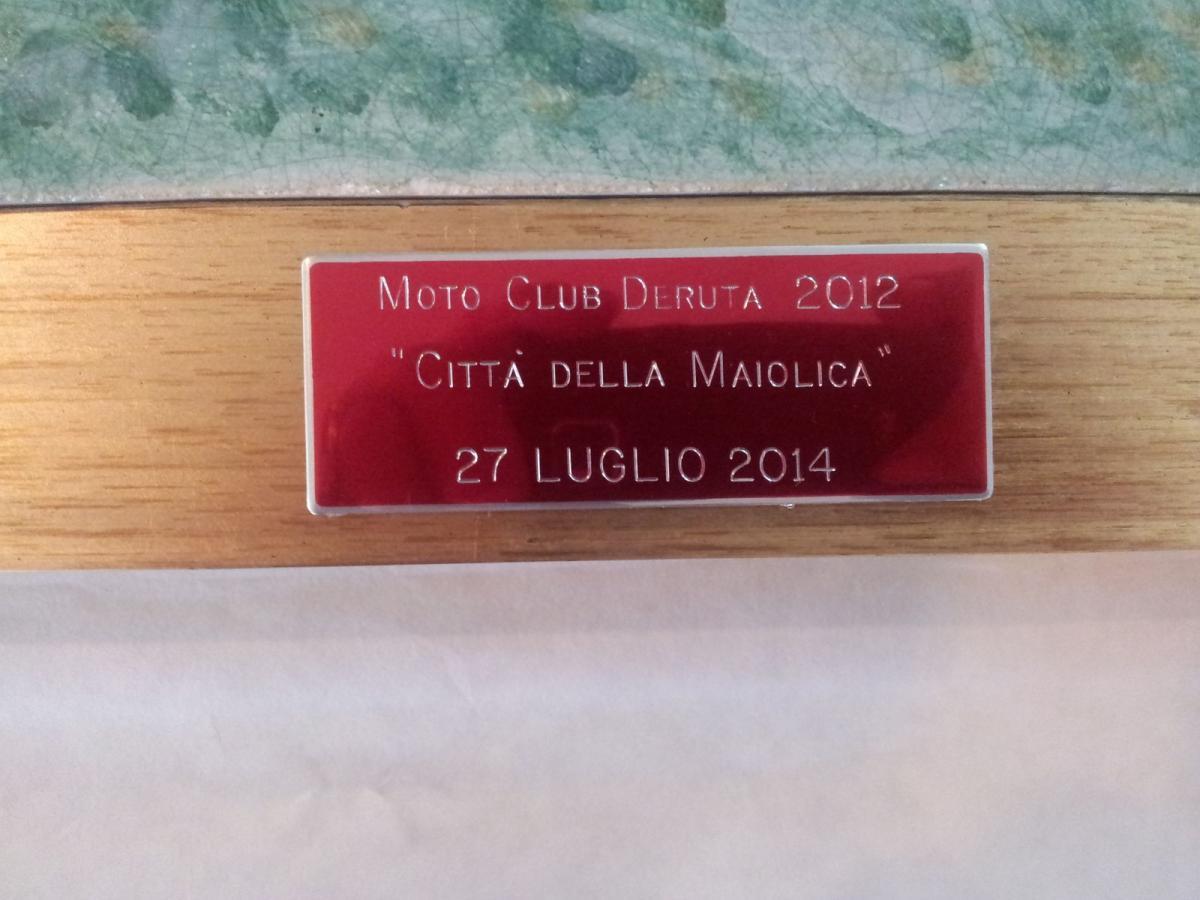 Moto Club Deruta 2012
"Città della Maiolica"
27 LUGLIO 2014